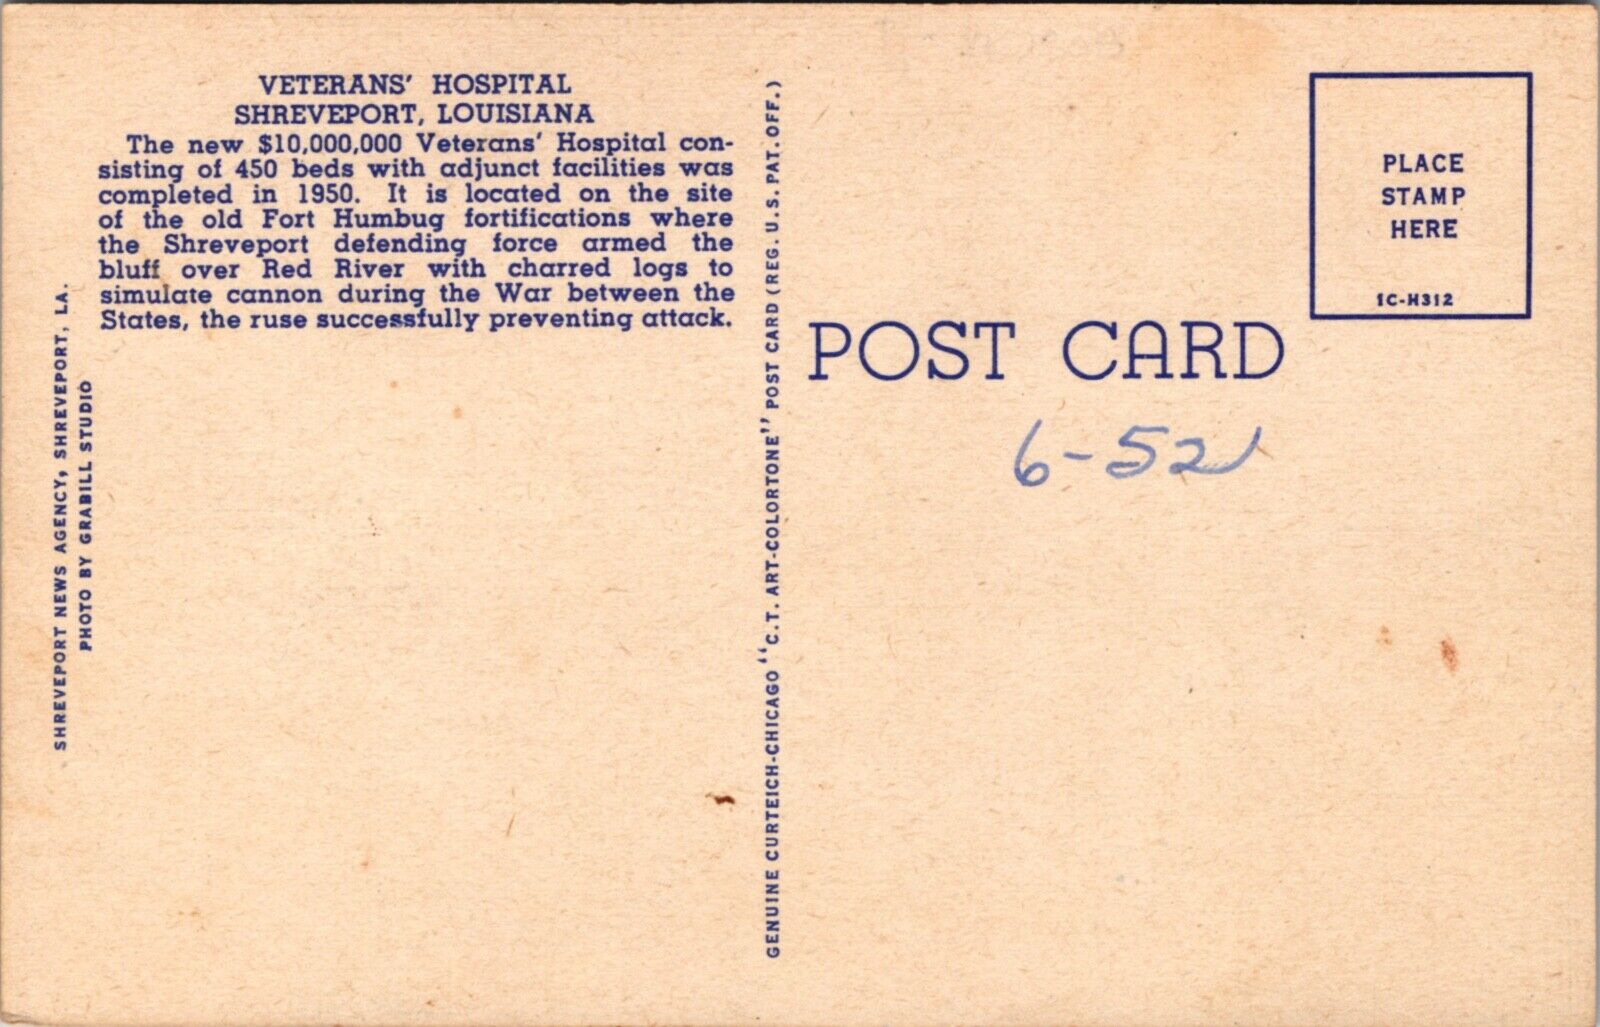 VETERANS' HOSPITAL
SHREVEPORT, LOUISIANA
The new $10,000,000 Veterans' Hospital con-
sisting of 450 beds with adjunct facilities was
completed in 1950. It is located on the site
of the old Fort Humbug fortifications where
the Shreveport defending force armed the
bluff over Red River with charred logs to
simulate cannon during the War between the
States, the ruse successfully preventing attack.
SHREVEPORT NEWS AGENCY, SHREVEPORT, LA.
PHOTO BY GRABILL STUDIO
GENUINE CURTEICH-CHICAGO "C.T. ART-COLORTONE" POST CARD (REG. U.S. PAT. OFF.)
PLACE
STAMP
HERE
1C-H312
POST CARD
6-52